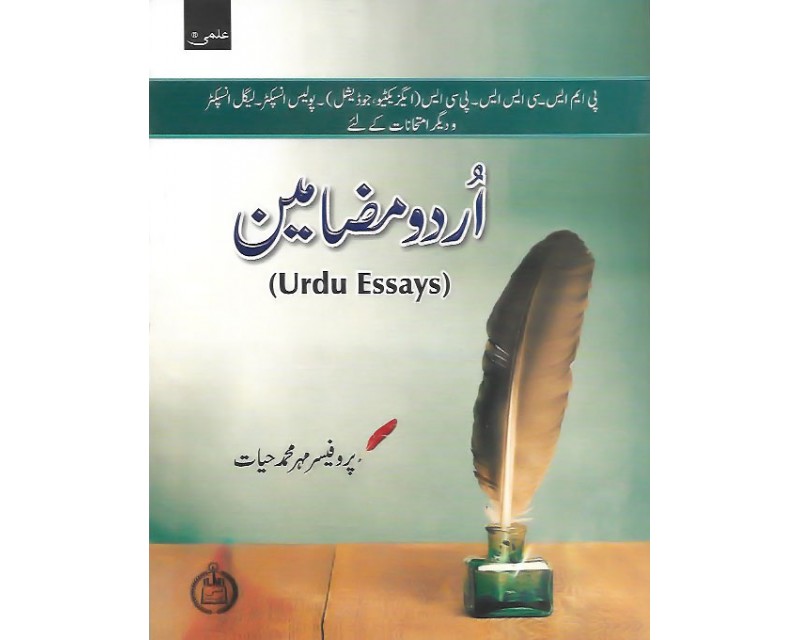 علمی®
پی ایم ایس۔ سی ایس ایس۔ پی سی ایس (ایگزیکٹیو، جوڈیشل)۔ پولیس انسپکٹر۔ لیگل انسپکٹر
و دیگر امتحانات کے لئے
اُردو مضامین
(Urdu Essays)
پروفیسر مہر محمد حیات